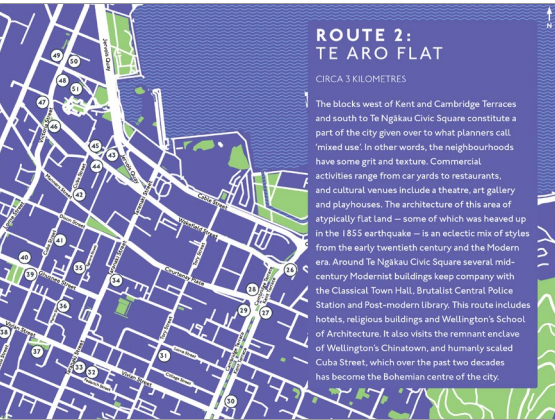 N
ROUTE 2:
TE ARO FLAT
CIRCA 3 KILOMETRES
The blocks west of Kent and Cambridge Terraces
and south to Te Ngākau Civic Square constitute a
part of the city given over to what planners call
‘mixed use’. In other words, the neighbourhoods
have some grit and texture. Commercial
activities range from car yards to restaurants,
and cultural venues include a theatre, art gallery
and playhouses. The architecture of this area of
atypically flat land – some of which was heaved up
in the 1855 earthquake – is an eclectic mix of styles
from the early twentieth century and the Modern
era. Around Te Ngākau Civic Square several mid-
century Modernist buildings keep company with
the Classical Town Hall, Brutalist Central Police
Station and Post-modern library. This route includes
hotels, religious buildings and Wellington’s School
of Architecture. It also visits the remnant enclave
of Wellington’s Chinatown, and humanly scaled
Cuba Street, which over the past two decades
has become the Bohemian centre of the city.
Jervois Quay
49
50
48
51
47
46
Victoria Street
45
44
43
Jervois Quay
42
Cable Street
Wakefield Street
41
40
39
35
34
Courtenay Place
26
28
29
27
36
38
37
Vivian Street
33
32
31
Vivian Street
30